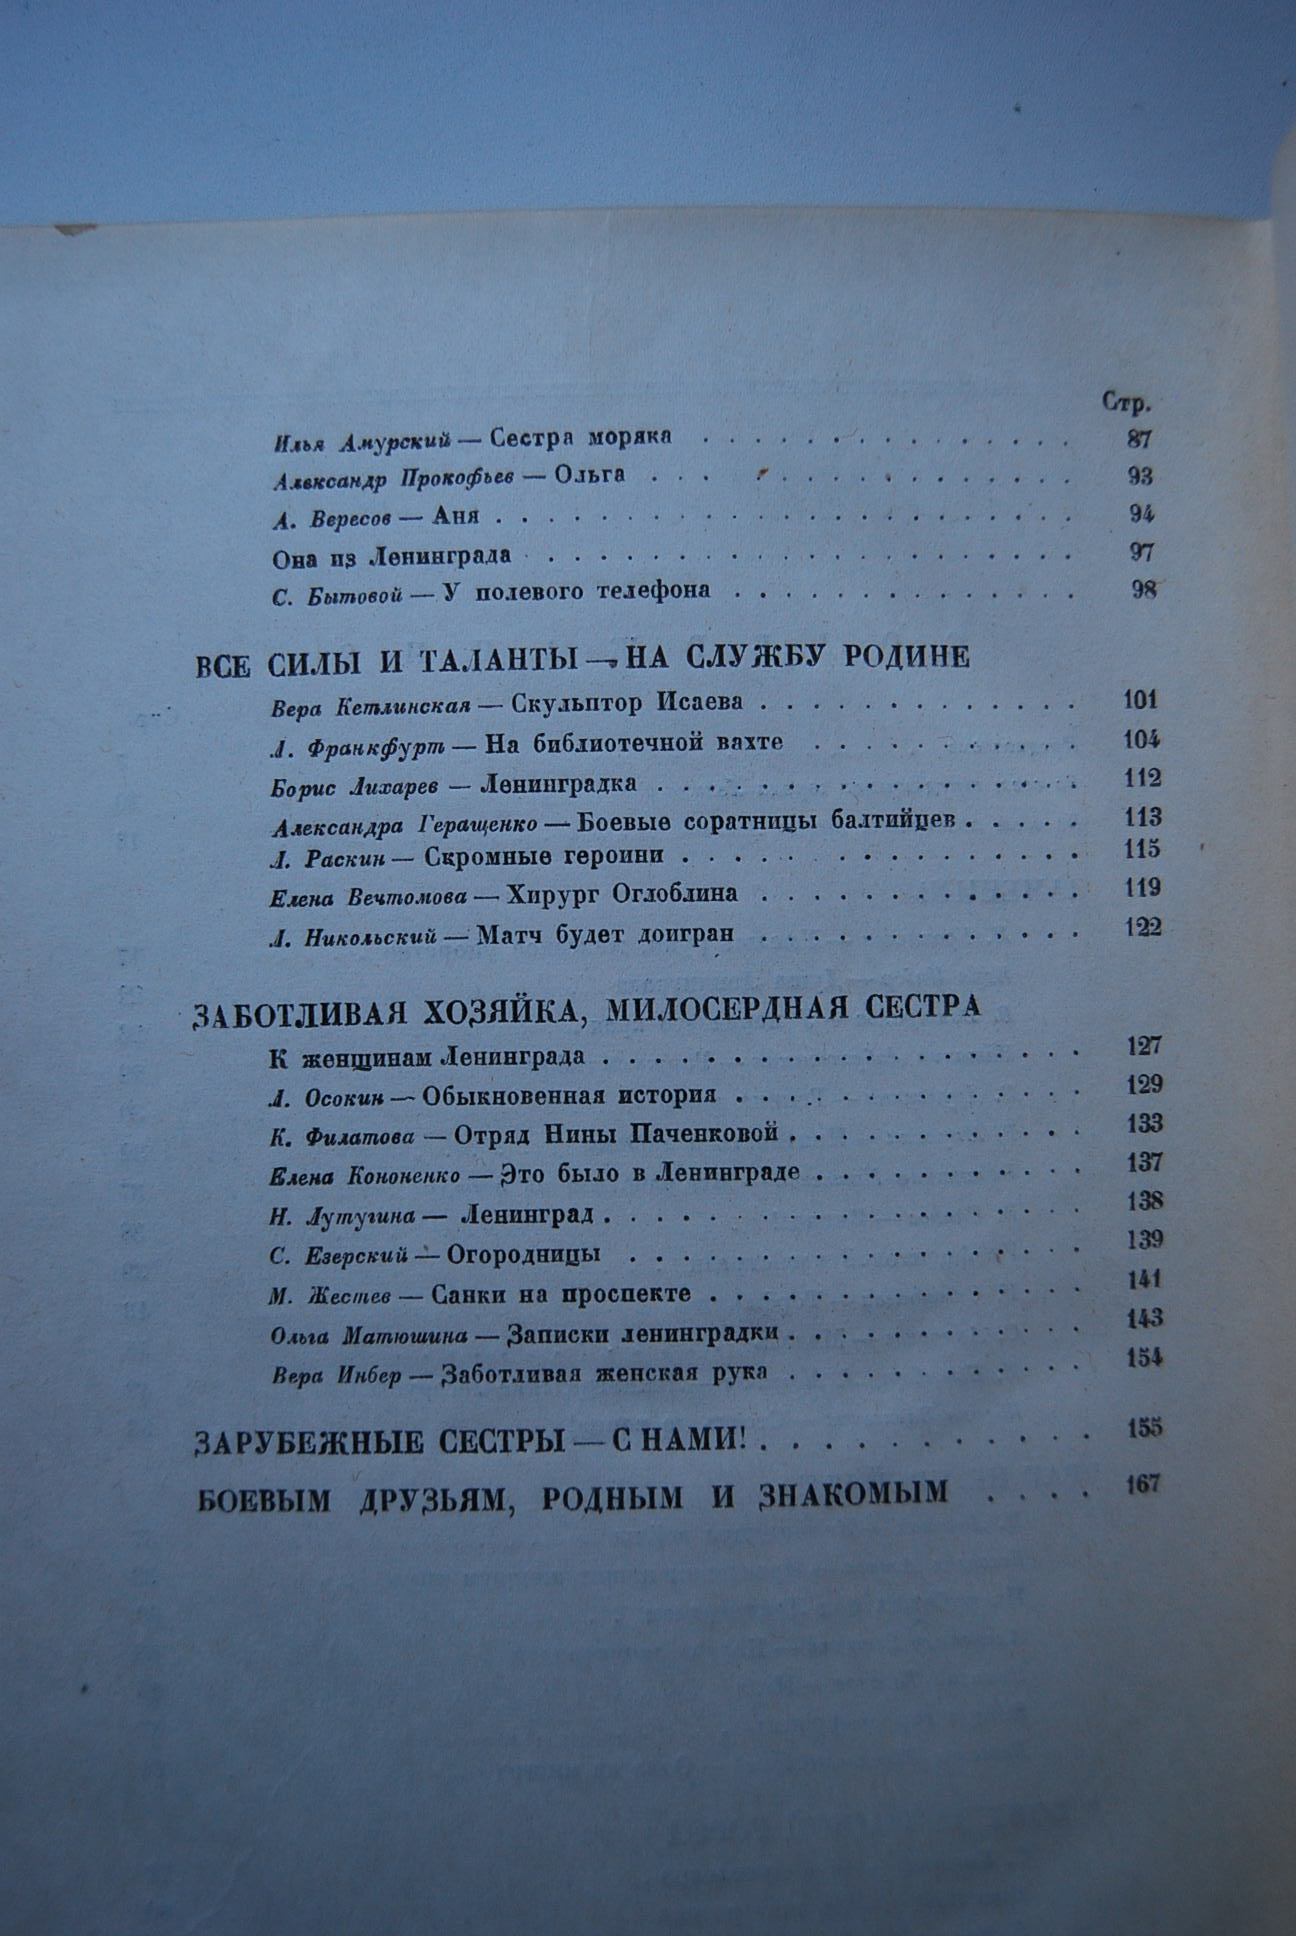 Стр.
Илья Амурский — Сестра моряка . . . . . . . . . . . . . . . 87
Александр Прокофьев — Ольга . . . . . . . . . . . . . . . 93
А. Вересов — Аня . . . . . . . . . . . . . . . . . . . . . . 94
Она из Ленинграда . . . . . . . . . . . . . . . . . . . . . 97
С. Бытовой — У полевого телефона . . . . . . . . . . . . . . 98
ВСЕ СИЛЫ И ТАЛАНТЫ — НА СЛУЖБУ РОДИНЕ
Вера Кетлинская — Скульптор Исаева . . . . . . . . . . . . . 101
Л. Франкфурт — На библиотечной вахте . . . . . . . . . . . 104
Борис Лихарев — Ленинградка . . . . . . . . . . . . . . . . . 112
Александра Геращенко — Боевые соратницы балтийцев . . . . . 113
Л. Раскин — Скромные героини . . . . . . . . . . . . . . . . 115
Елена Вечтомова — Хирург Оглоблина . . . . . . . . . . . . . 119
Л. Никольский — Матч будет доигран . . . . . . . . . . . . . 122
ЗАБОТЛИВАЯ ХОЗЯЙКА, МИЛОСЕРДНАЯ СЕСТРА
К женщинам Ленинграда . . . . . . . . . . . . . . . . . . . 127
Л. Осокин — Обыкновенная история . . . . . . . . . . . . . . 129
К. Филатова — Отряд Нины Паченковой . . . . . . . . . . . . 133
Елена Кононенко — Это было в Ленинграде . . . . . . . . . . . 137
Н. Лутугина — Ленинград . . . . . . . . . . . . . . . . . . . 138
С. Езерский — Огородницы . . . . . . . . . . . . . . . . . . 139
М. Жестев — Санки на проспекте . . . . . . . . . . . . . . . 141
Ольга Матюшина — Записки ленинградки . . . . . . . . . . . . 143
Вера Инбер — Заботливая женская рука . . . . . . . . . . . . 154
ЗАРУБЕЖНЫЕ СЕСТРЫ — С НАМИ! . . . . . . . . . . . . 155
БОЕВЫМ ДРУЗЬЯМ, РОДНЫМ И ЗНАКОМЫМ . . . . 167